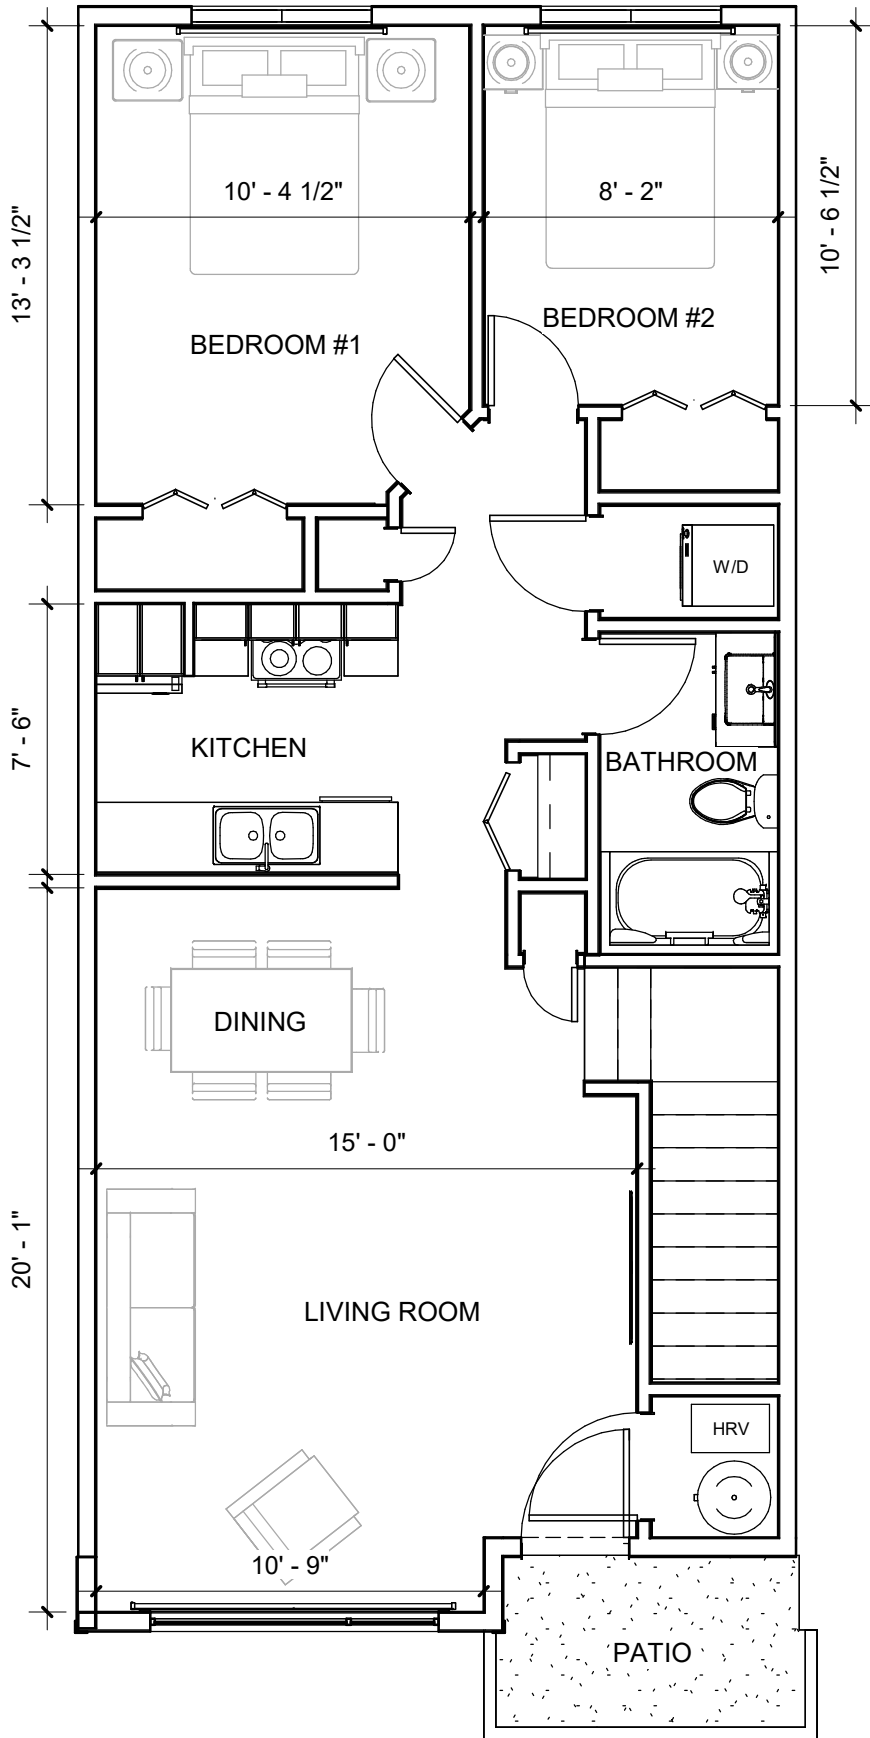 10' - 4 1/2"
8' - 2"
13' - 3 1/2"
10' - 6 1/2"
BEDROOM #2
BEDROOM #1
W/D
7' - 6"
KITCHEN
BATHROOM
DINING
15' - 0"
20' - 1"
LIVING ROOM
HRV
10' - 9"
PATIO